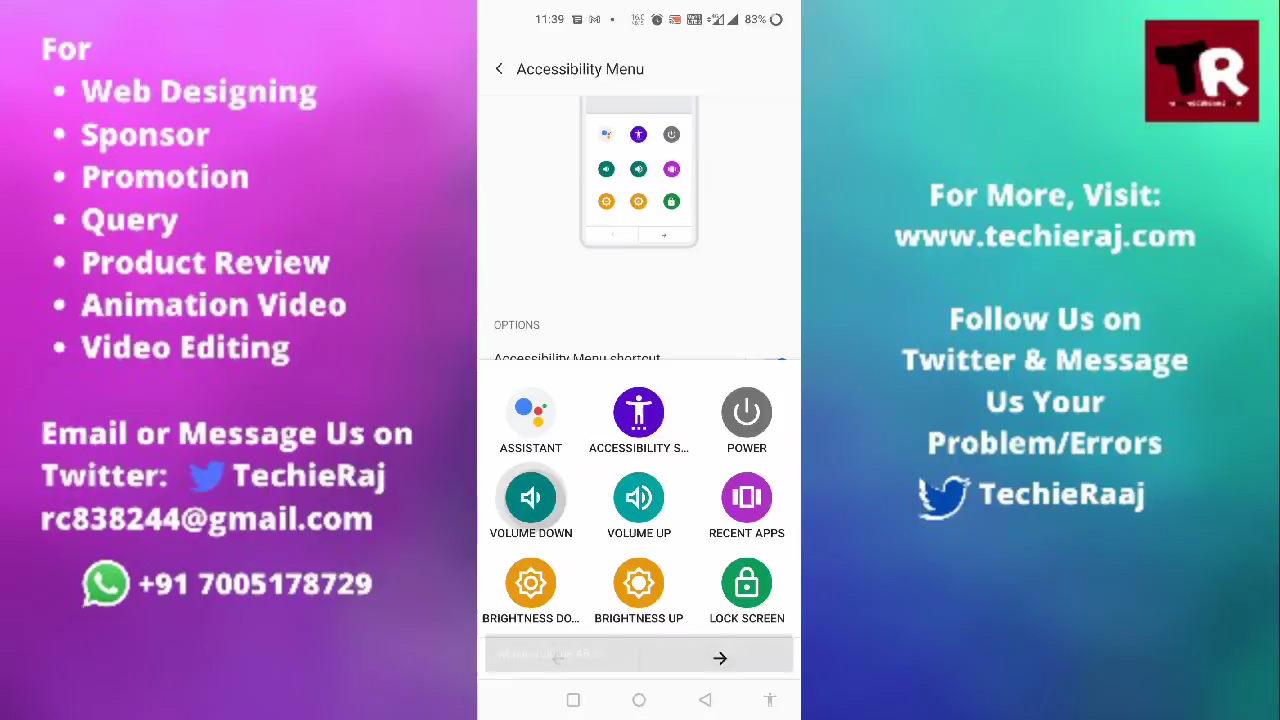 For
• Web Designing
• Sponsor
• Promotion
• Query
• Product Review
• Animation Video
• Video Editing
Email or Message Us on
Twitter: TechieRaj
rc838244@gmail.com
+91 7005178729
11:39
83%
Accessibility Menu
OPTIONS
Accessibility Menu shortcut
ASSISTANT
ACCESSIBILITY S...
POWER
VOLUME DOWN
VOLUME UP
RECENT APPS
BRIGHTNESS DO...
BRIGHTNESS UP
LOCK SCREEN
TR
For More, Visit:
www.techieraj.com
Follow Us on
Twitter & Message
Us Your
Problem/Errors
TechieRaaj